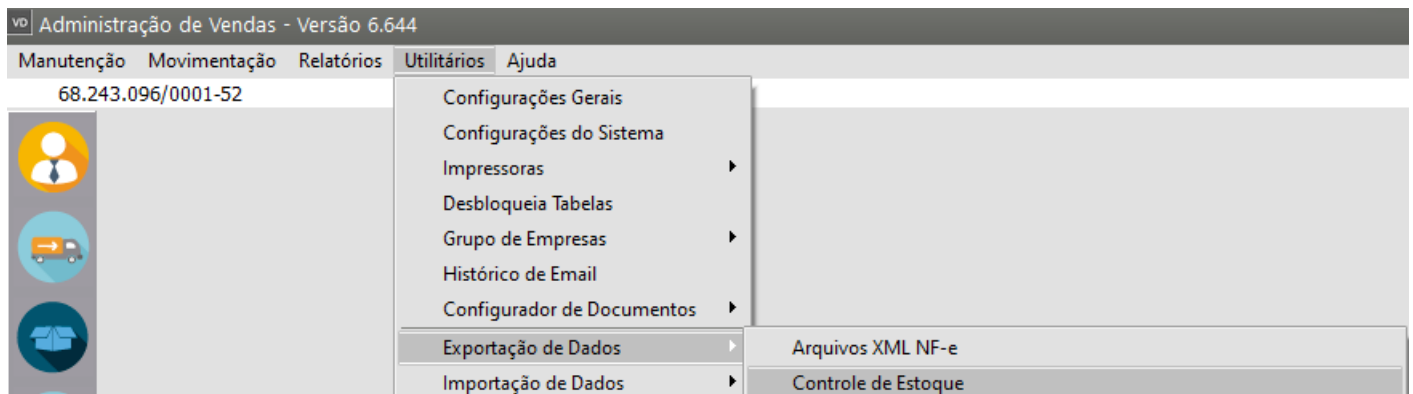 VD Administração de Vendas - Versão 6.644
Manutenção Movimentação Relatórios Utilitários Ajuda
68.243.096/0001-52
Configurações Gerais
Configurações do Sistema
Impressoras
Desbloqueia Tabelas
Grupo de Empresas
Histórico de Email
Configurador de Documentos
Exportação de Dados
Arquivos XML NF-e
Importação de Dados
Controle de Estoque